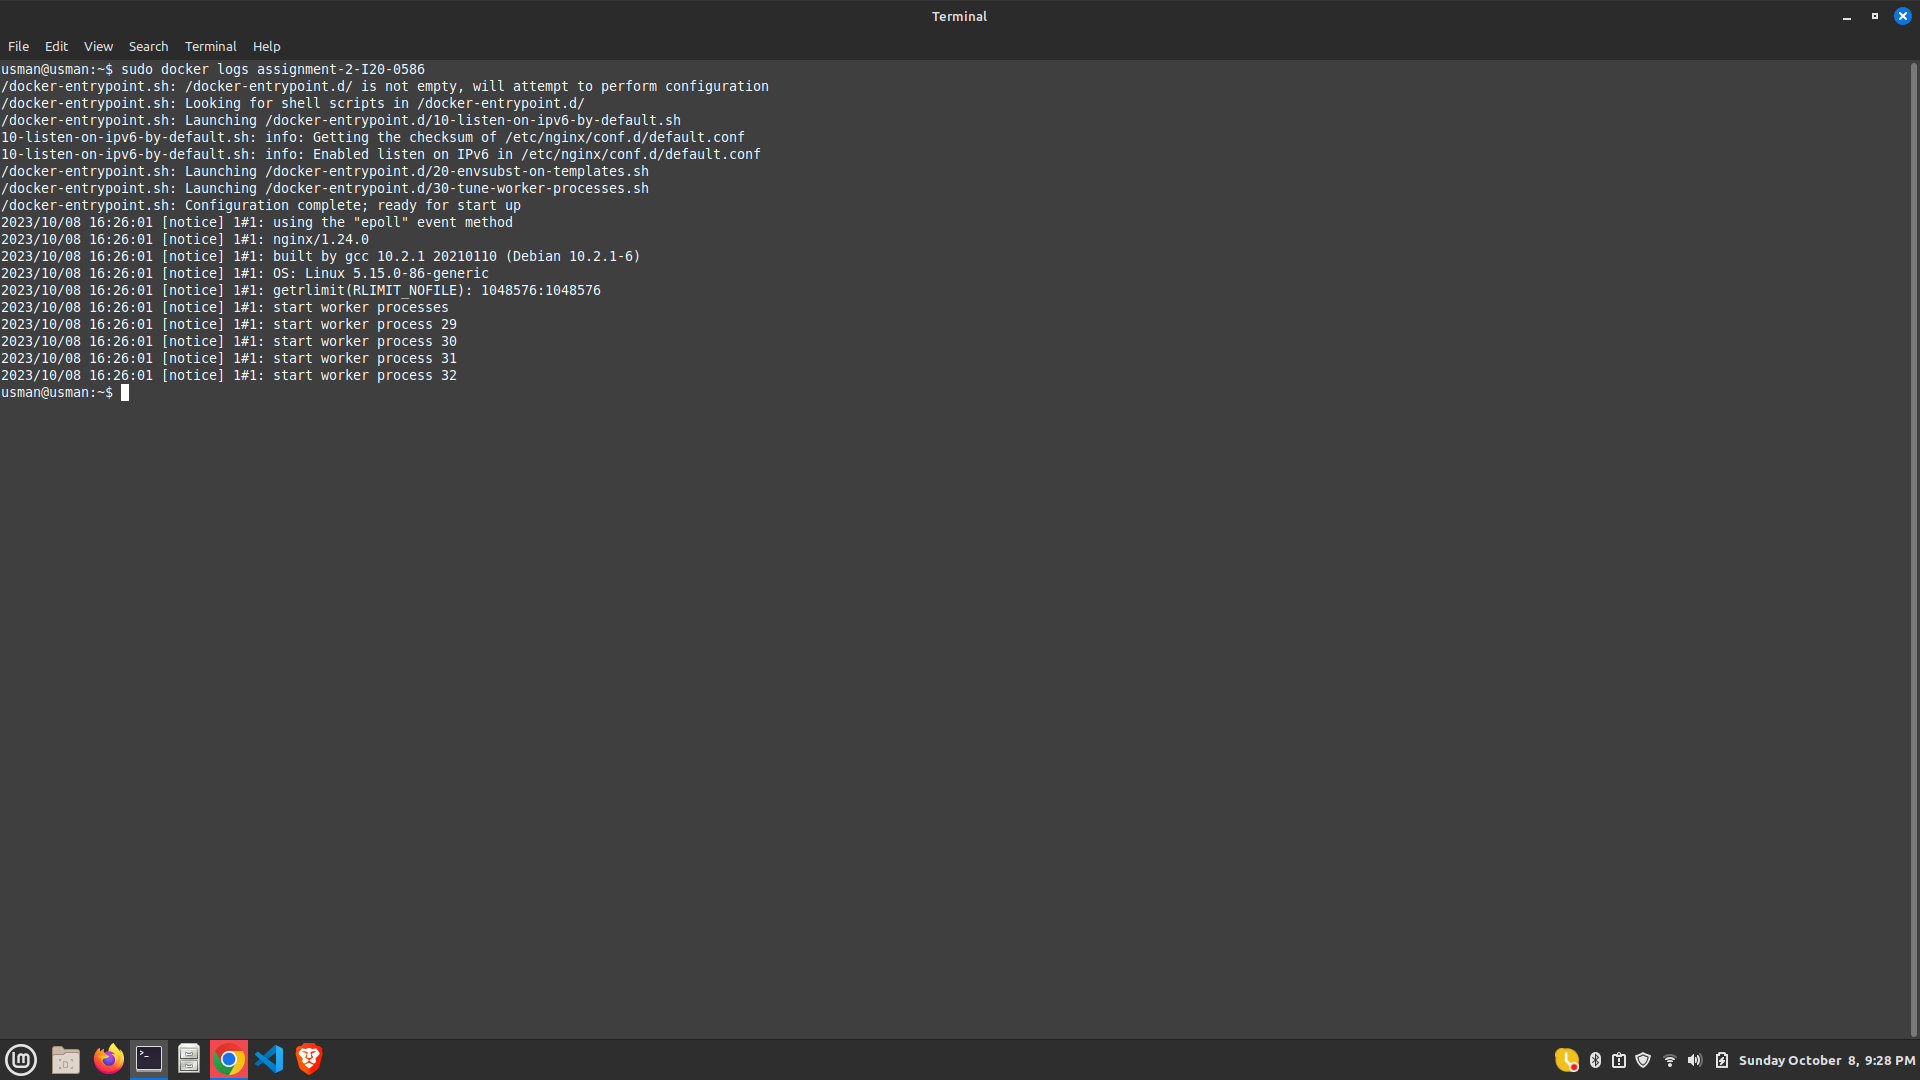 Terminal
File Edit View Search Terminal Help
usman@usman:~$ sudo docker logs assignment-2-I20-0586
/docker-entrypoint.sh: /docker-entrypoint.d/ is not empty, will attempt to perform configuration
/docker-entrypoint.sh: Looking for shell scripts in /docker-entrypoint.d/
/docker-entrypoint.sh: Launching /docker-entrypoint.d/10-listen-on-ipv6-by-default.sh
10-listen-on-ipv6-by-default.sh: info: Getting the checksum of /etc/nginx/conf.d/default.conf
10-listen-on-ipv6-by-default.sh: info: Enabled listen on IPv6 in /etc/nginx/conf.d/default.conf
/docker-entrypoint.sh: Launching /docker-entrypoint.d/20-envsubst-on-templates.sh
/docker-entrypoint.sh: Launching /docker-entrypoint.d/30-tune-worker-processes.sh
/docker-entrypoint.sh: Configuration complete; ready for start up
2023/10/08 16:26:01 [notice] 1#1: using the "epoll" event method
2023/10/08 16:26:01 [notice] 1#1: nginx/1.24.0
2023/10/08 16:26:01 [notice] 1#1: built by gcc 10.2.1 20210110 (Debian 10.2.1-6)
2023/10/08 16:26:01 [notice] 1#1: OS: Linux 5.15.0-86-generic
2023/10/08 16:26:01 [notice] 1#1: getrlimit(RLIMIT_NOFILE): 1048576:1048576
2023/10/08 16:26:01 [notice] 1#1: start worker processes
2023/10/08 16:26:01 [notice] 1#1: start worker process 29
2023/10/08 16:26:01 [notice] 1#1: start worker process 30
2023/10/08 16:26:01 [notice] 1#1: start worker process 31
2023/10/08 16:26:01 [notice] 1#1: start worker process 32
usman@usman:~$
Sunday October 8, 9:28 PM